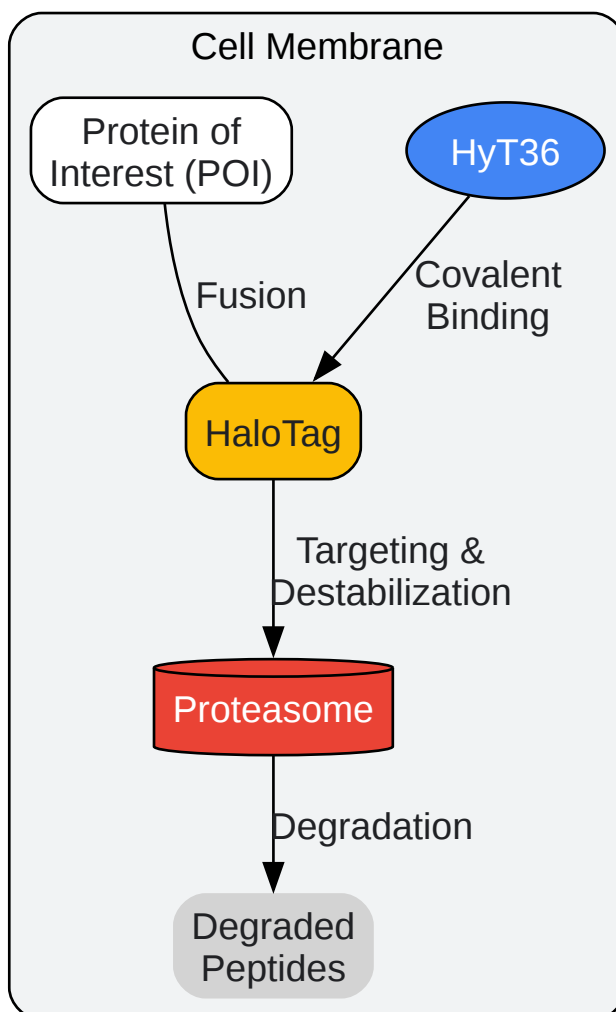 Cell Membrane
Protein of
Interest (POI)
HyT36
Fusion
Covalent
Binding
HaloTag
Targeting &
Destabilization
Proteasome
Degradation
Degraded
Peptides